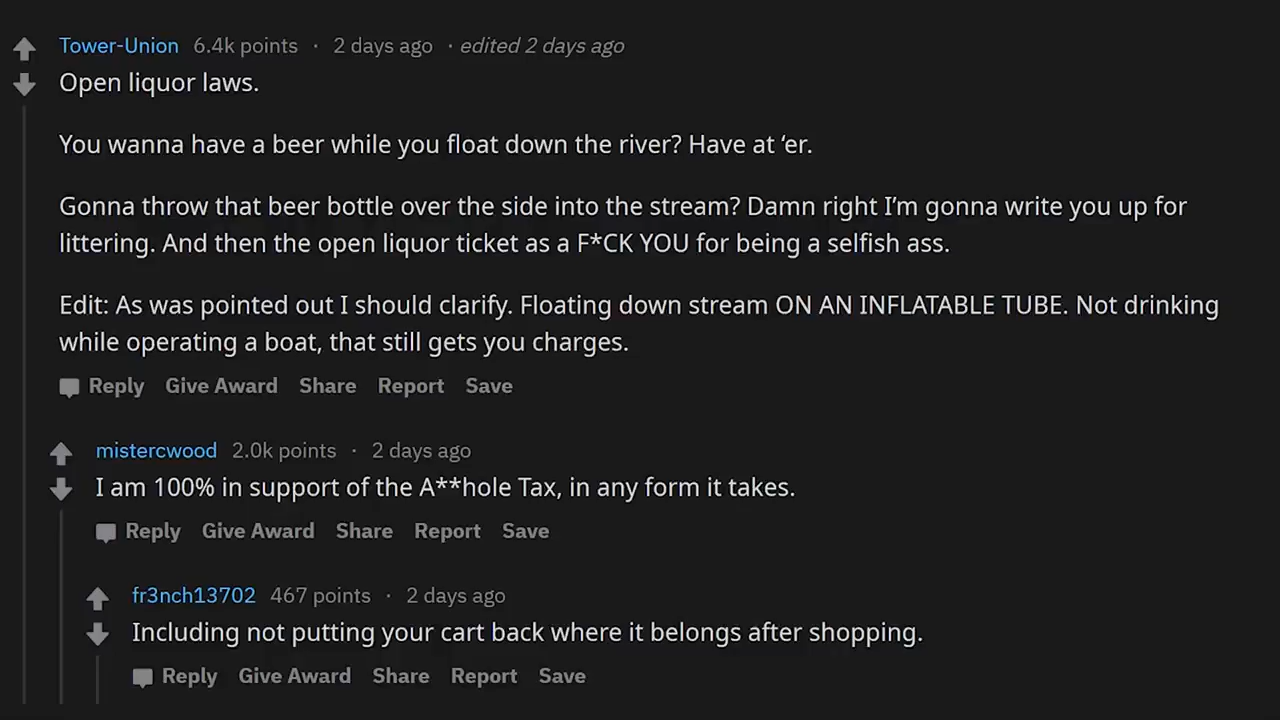 Tower-Union 6.4k points · 2 days ago · edited 2 days ago
Open liquor laws.
You wanna have a beer while you float down the river? Have at ‘er.
Gonna throw that beer bottle over the side into the stream? Damn right I’m gonna write you up for
littering. And then the open liquor ticket as a F*CK YOU for being a selfish ass.
Edit: As was pointed out I should clarify. Floating down stream ON AN INFLATABLE TUBE. Not drinking
while operating a boat, that still gets you charges.
Reply Give Award Share Report Save
mistercwood 2.0k points · 2 days ago
I am 100% in support of the A**hole Tax, in any form it takes.
Reply Give Award Share Report Save
fr3nch13702 467 points · 2 days ago
Including not putting your cart back where it belongs after shopping.
Reply Give Award Share Report Save